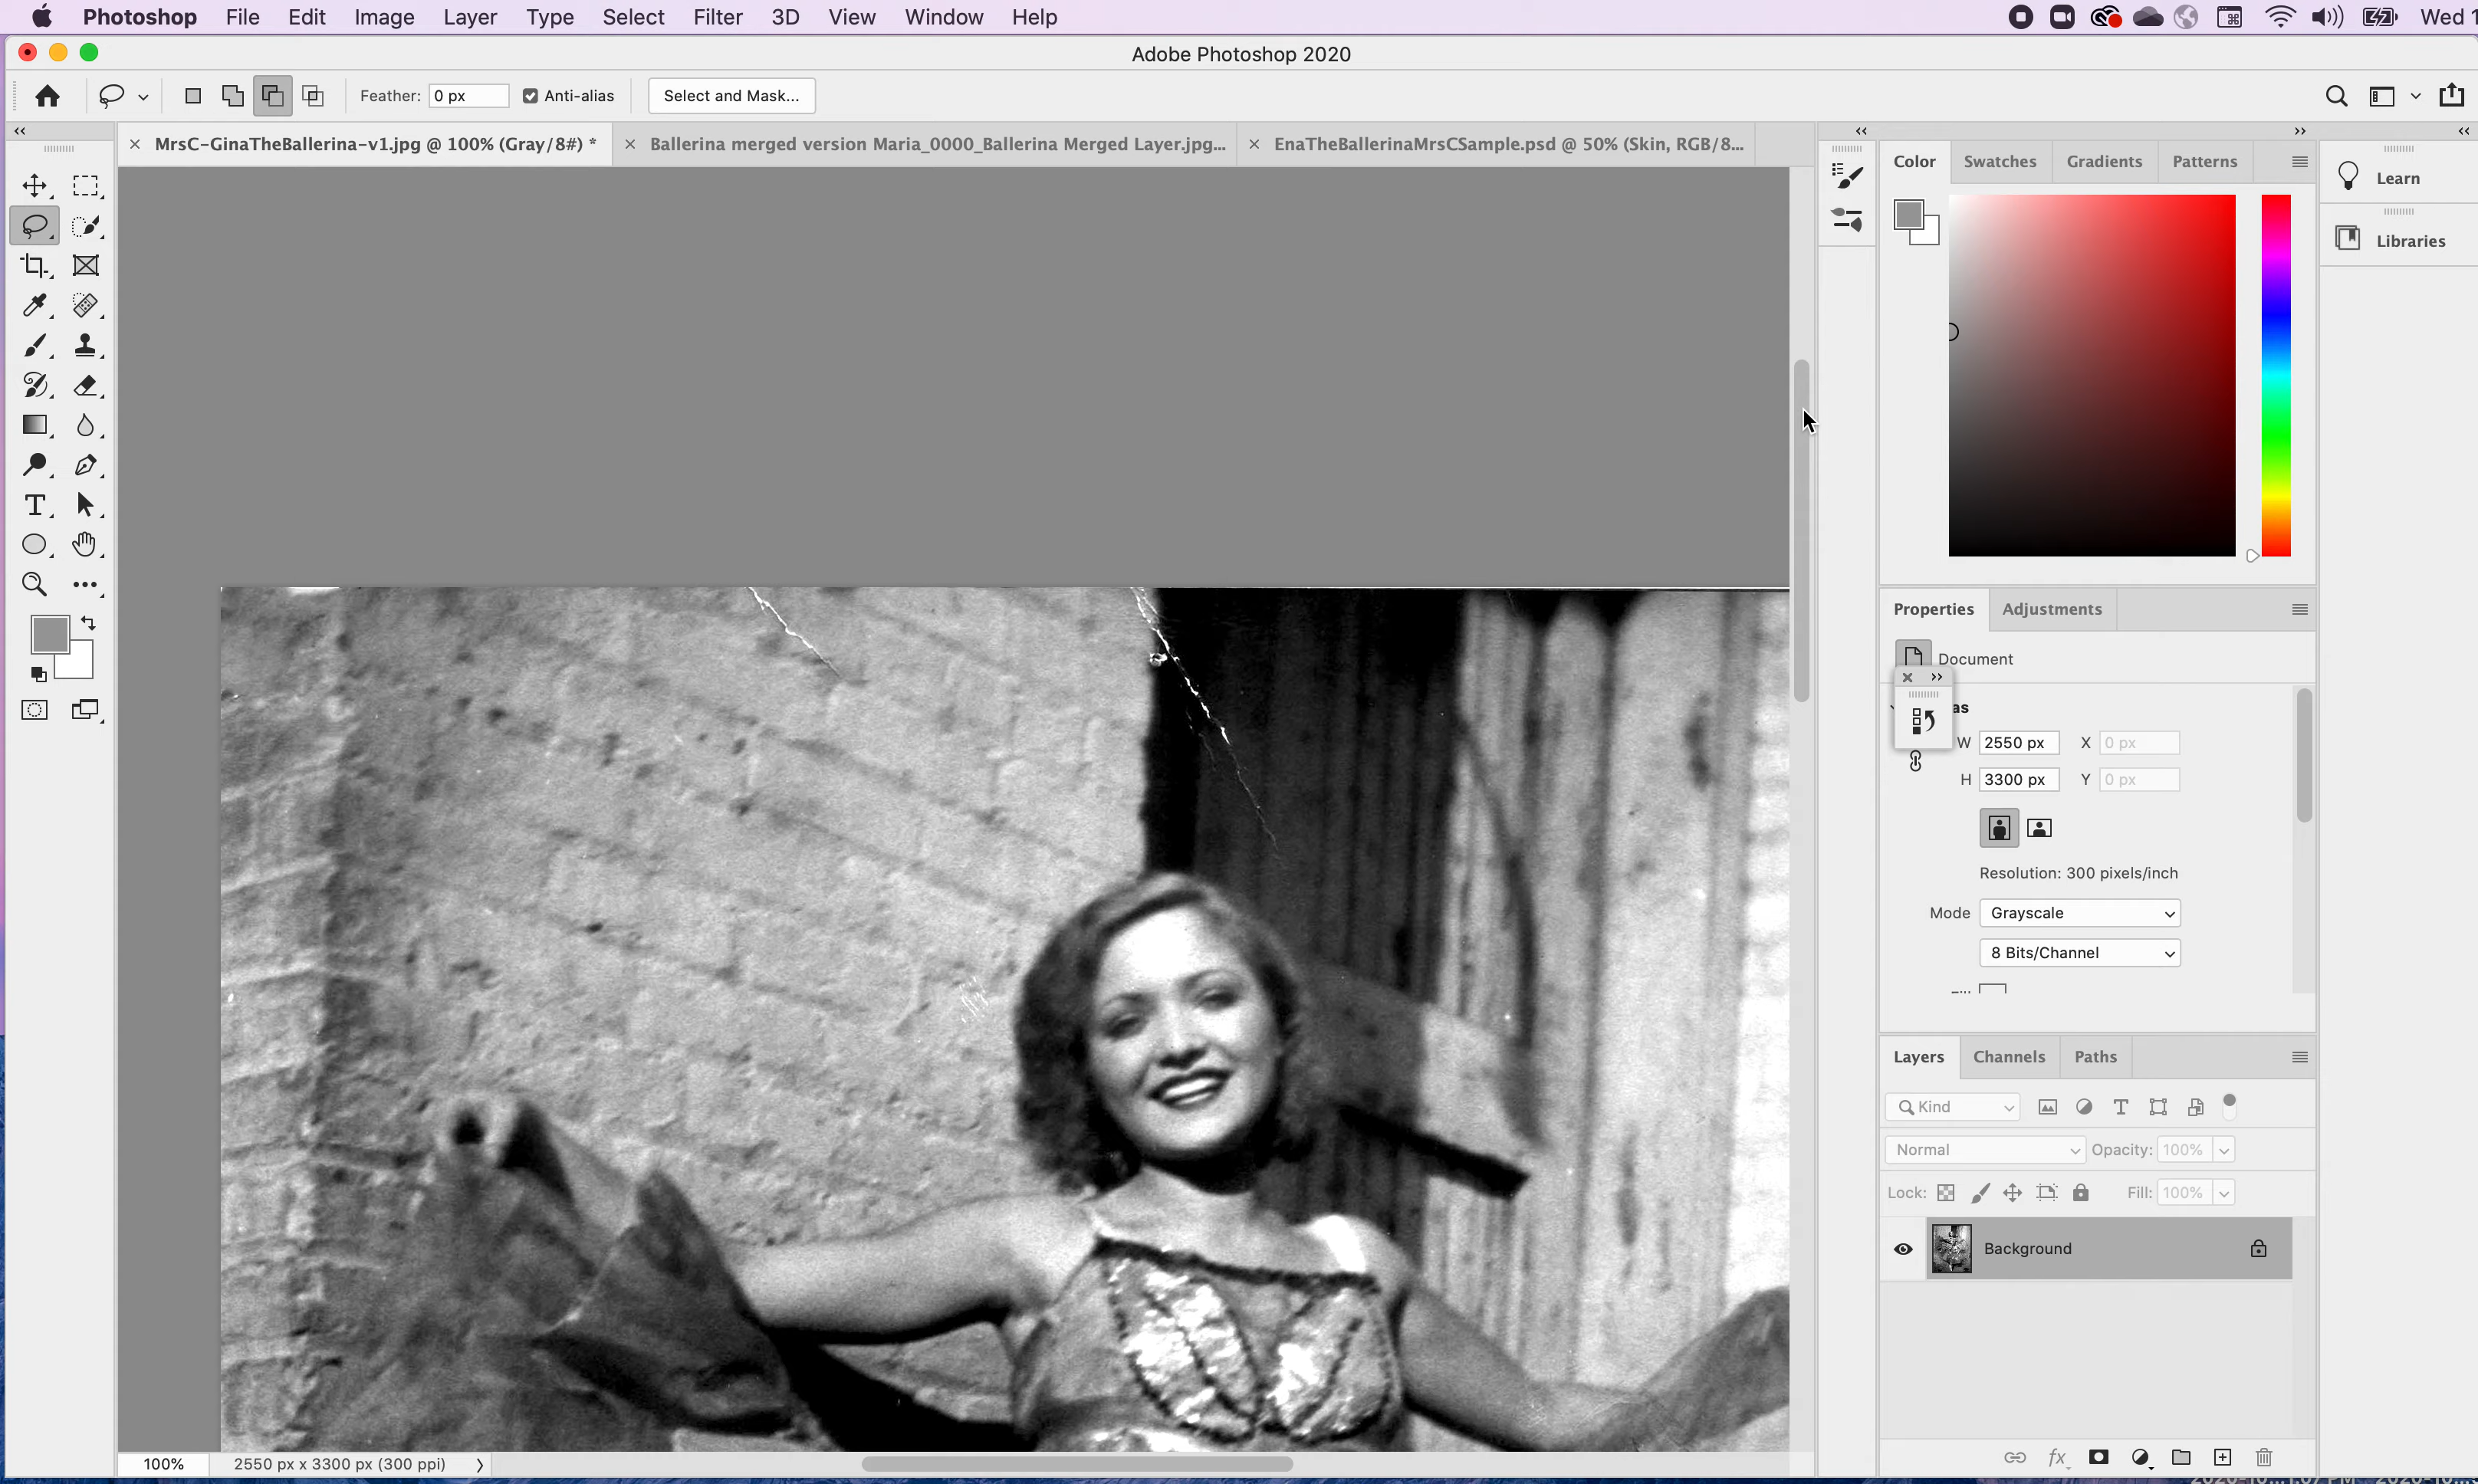 Photoshop File Edit Image Layer Type Select Filter 3D View Window Help Wed 1
Adobe Photoshop 2020
Feather: 0 px Anti-alias Select and Mask...
MrsC-GinaTheBallerina-v1.jpg @ 100% (Gray/8#) * Ballerina merged version Maria_0000_Ballerina Merged Layer.jpg... EnaTheBallerinaMrsCSample.psd @ 50% (Skin, RGB/8...
Color Swatches Gradients Patterns
Learn
Libraries
Properties Adjustments
Document
as
W 2550 px X 0 px
H 3300 px Y 0 px
Resolution: 300 pixels/inch
Mode Grayscale
8 Bits/Channel
Layers Channels Paths
Kind
Normal Opacity: 100%
Lock: Fill: 100%
Background
fx
100% 2550 px x 3300 px (300 ppi)